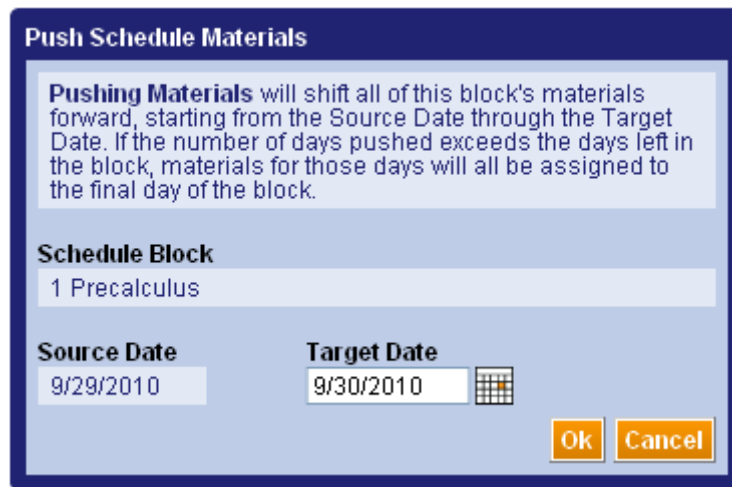 Push Schedule Materials
Pushing Materials will shift all of this block's materials
forward, starting from the Source Date through the Target
Date. If the number of days pushed exceeds the days left in
the block, materials for those days will all be assigned to
the final day of the block.
Schedule Block
1 Precalculus
Source Date Target Date
9/29/2010 9/30/2010
Ok Cancel